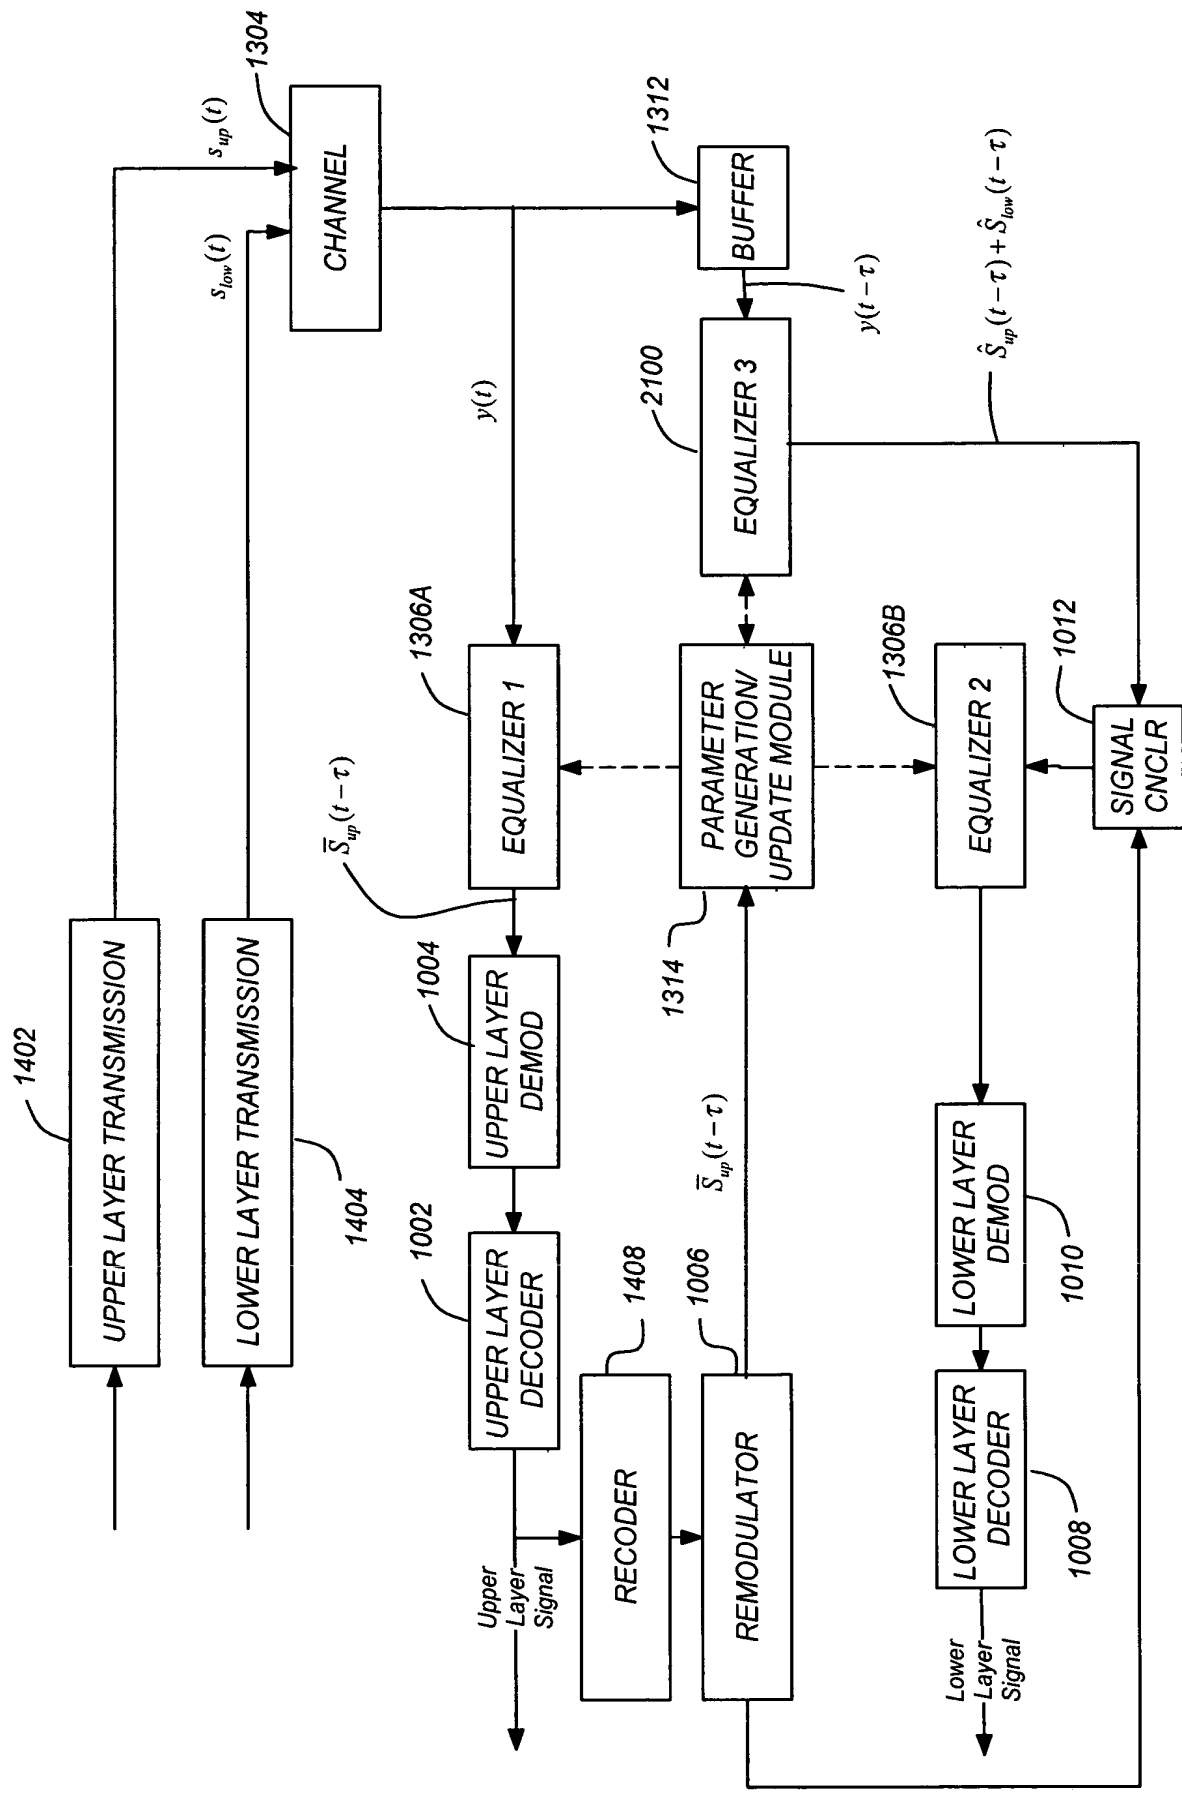 1402
UPPER LAYER TRANSMISSION
s_up(t)
1304
LOWER LAYER TRANSMISSION
1404
s_low(t)
CHANNEL
Upper
Layer
Signal
1002
UPPER LAYER
DECODER
1004
UPPER LAYER
DEMOD
S̅_up(t−τ)
1306A
EQUALIZER 1
y(t)
1408
RECODER
1006
REMODULATOR
S̅_up(t−τ)
1314
PARAMETER
GENERATION/
UPDATE MODULE
2100
EQUALIZER 3
1312
BUFFER
y(t−τ)
Lower
Layer
Signal
LOWER LAYER
DECODER
1008
LOWER LAYER
DEMOD
1010
1306B
EQUALIZER 2
1012
SIGNAL
CNCLR
Ŝ_up(t−τ)+Ŝ_low(t−τ)